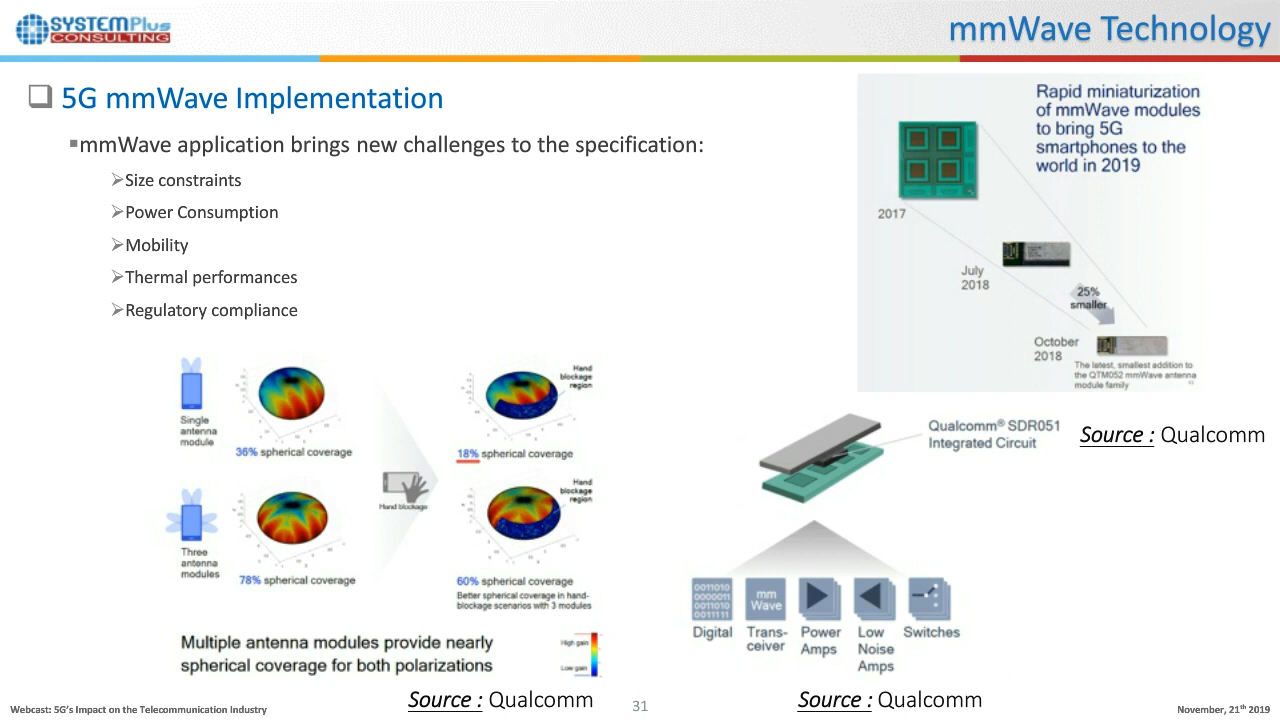 SYSTEMPlus
CONSULTING
mmWave Technology
5G mmWave Implementation
mmWave application brings new challenges to the specification:
Size constraints
Power Consumption
Mobility
Thermal performances
Regulatory compliance
Rapid miniaturization
of mmWave modules
to bring 5G
smartphones to the
world in 2019
2017
July
2018
25%
smaller
October
2018
The latest, smallest addition to
the QTM052 mmWave antenna
module family
Single
antenna
module
36% spherical coverage
Hand
blockage
region
18% spherical coverage
Hand blockage
Three
antenna
modules
78% spherical coverage
Hand
blockage
region
60% spherical coverage
Better spherical coverage in hand-
blockage scenarios with 3 modules
Multiple antenna modules provide nearly
spherical coverage for both polarizations
High gain
Low gain
Source : Qualcomm
Qualcomm® SDR051
Integrated Circuit
Source : Qualcomm
0011010
0000011
0011010
0011111
mm
Wave
Digital
Trans-
ceiver
Power
Amps
Low
Noise
Amps
Switches
Source : Qualcomm
Webcast: 5G's Impact on the Telecommunication Industry
31
November, 21th 2019